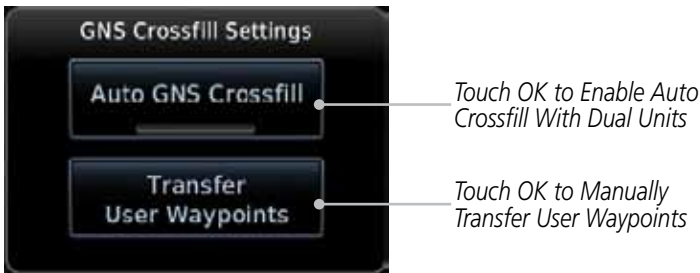 GNS Crossfill Settings
Auto GNS Crossfill
Touch OK to Enable Auto
Crossfill With Dual Units
Transfer
User Waypoints
Touch OK to Manually
Transfer User Waypoints